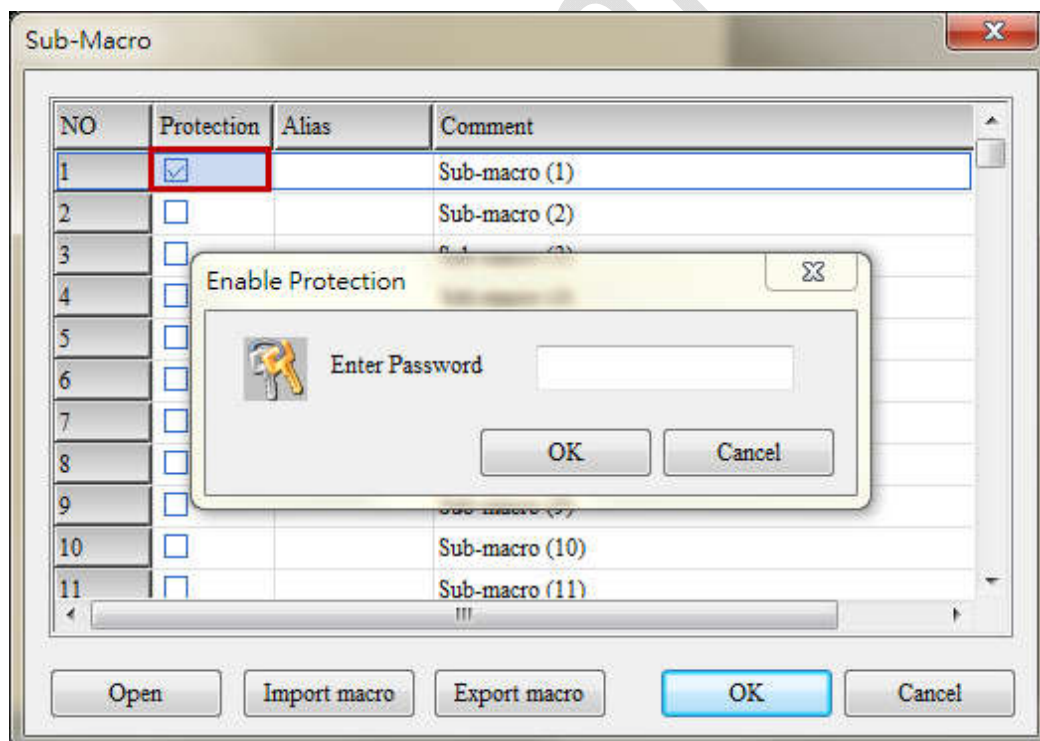 Sub-Macro
NO Protection Alias Comment
1 Sub-macro (1)
2 Sub-macro (2)
3
4
5
6
7
8
9
10 Sub-macro (10)
11 Sub-macro (11)
Enable Protection
Enter Password
OK Cancel
Open Import macro Export macro OK Cancel